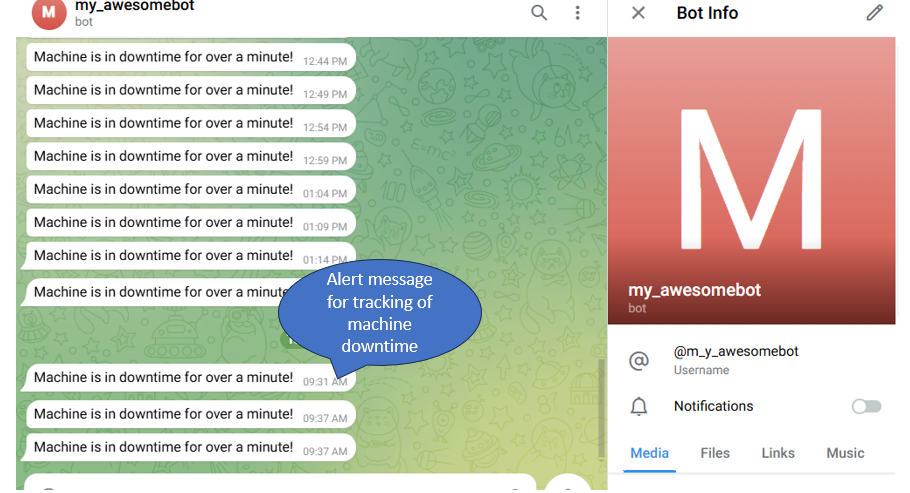 my_awesomebot
bot
Machine is in downtime for over a minute! 12:44 PM
Machine is in downtime for over a minute! 12:49 PM
Machine is in downtime for over a minute! 12:54 PM
Machine is in downtime for over a minute! 12:59 PM
Machine is in downtime for over a minute! 01:04 PM
Machine is in downtime for over a minute! 01:09 PM
Machine is in downtime for over a minute! 01:14 PM
Machine is in downtime for over a minute
Alert message
for tracking of
machine
downtime
Machine is in downtime for over a minute! 09:31 AM
Machine is in downtime for over a minute! 09:37 AM
Machine is in downtime for over a minute! 09:37 AM
Bot Info
M
M
my_awesomebot
bot
@m_y_awesomebot
Username
Notifications
Media Files Links Music